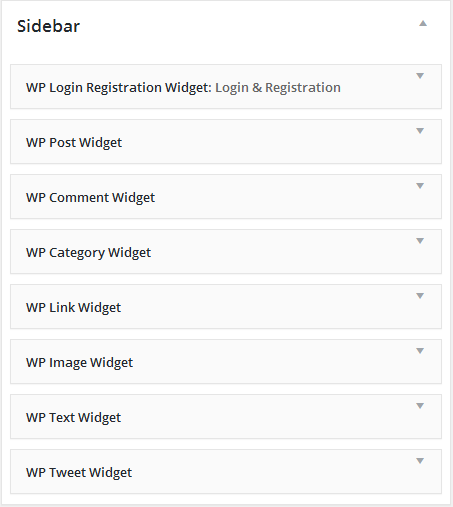 Sidebar
WP Login Registration Widget: Login & Registration
WP Post Widget
WP Comment Widget
WP Category Widget
WP Link Widget
WP Image Widget
WP Text Widget
WP Tweet Widget